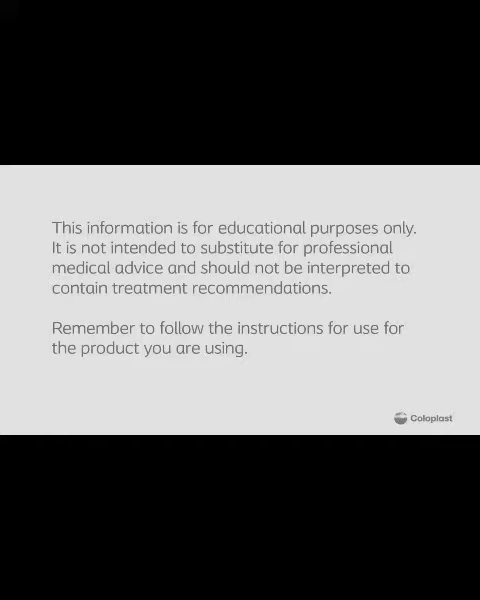 This information is for educational purposes only.
It is not intended to substitute for professional
medical advice and should not be interpreted to
contain treatment recommendations.
Remember to follow the instructions for use for
the product you are using.
Coloplast